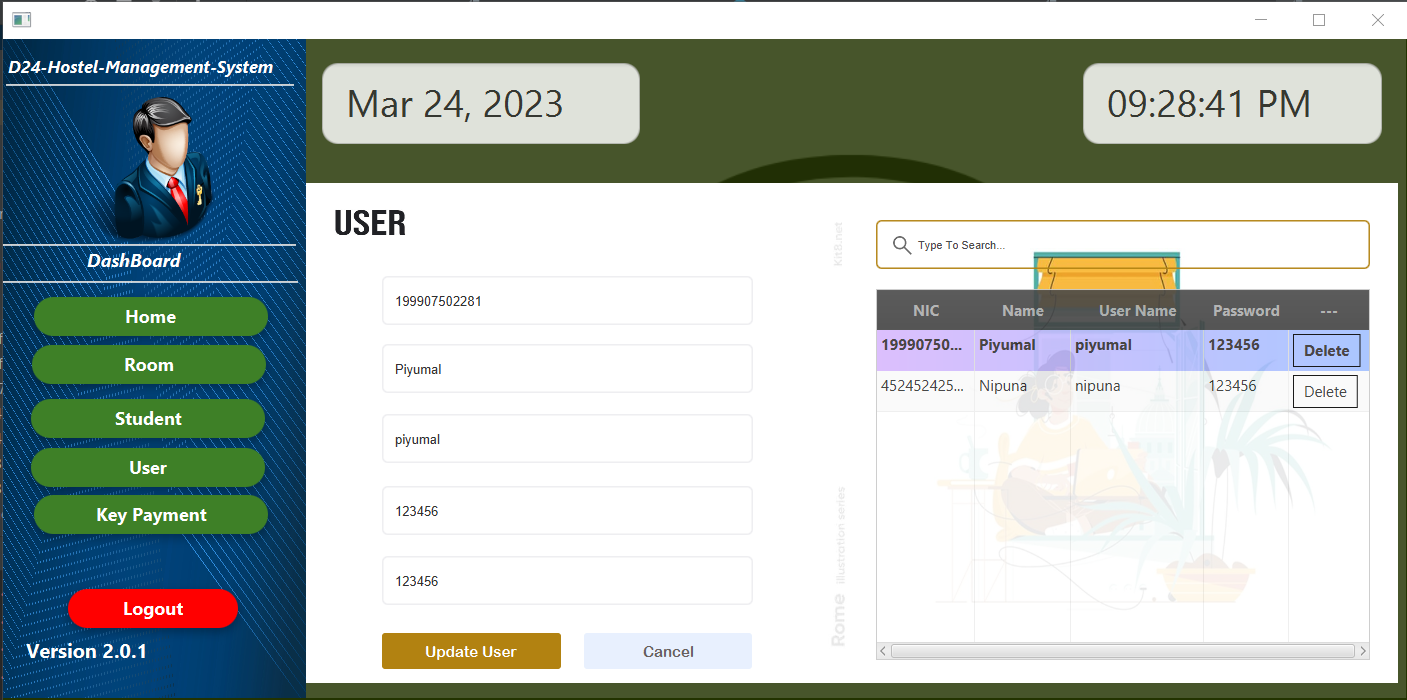 D24-Hostel-Management-System
DashBoard
Home
Room
Student
User
Key Payment
Logout
Version 2.0.1
Mar 24, 2023
09:28:41 PM
USER
199907502281
Piyumal
piyumal
123456
123456
Update User
Cancel
Kit8.net
Rome illustration series
Type To Search...
NIC Name User Name Password ---
19990750... Piyumal piyumal 123456 Delete
452452425... Nipuna nipuna 123456 Delete